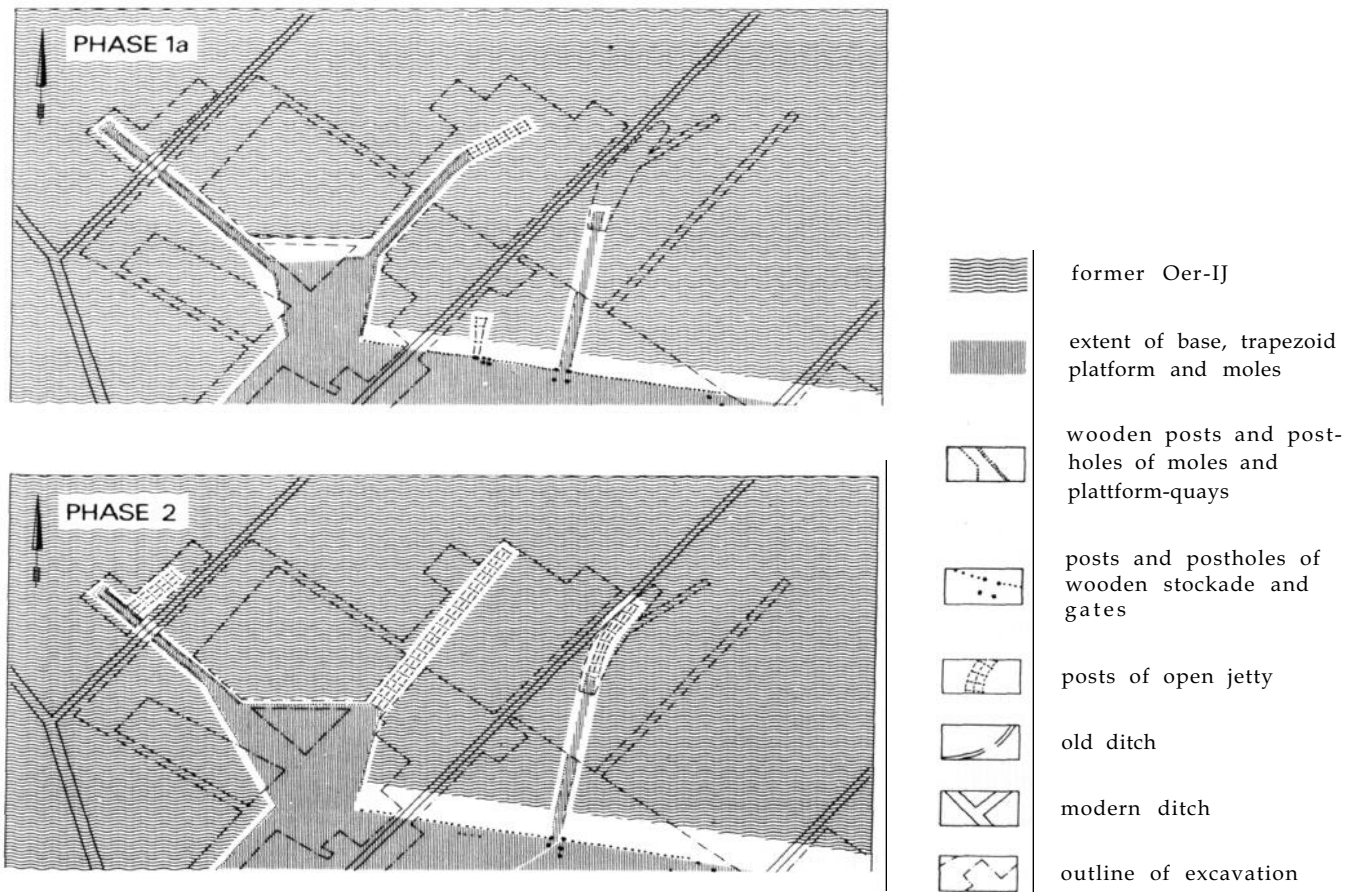 PHASE 1a
PHASE 2
former Oer-IJ
extent of base, trapezoid
platform and moles
wooden posts and post-
holes of moles and
plattform-quays
posts and postholes of
wooden stockade and
gates
posts of open jetty
old ditch
modern ditch
outline of excavation